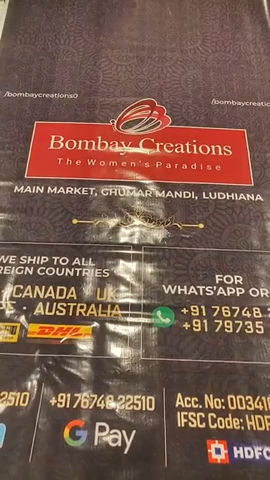 /bombaycreations0
/bombaycreatio
Bombay Creations
The Women's Paradise
MAIN MARKET, GHUMAR MANDI, LUDHIANA
WE SHIP TO ALL
REIGN COUNTRIES
CANADA UK
AUSTRALIA
DHL
FOR
WHATS'APP OR
+91 76748
+91 79735
2510
+91 76748 22510
G Pay
Acc. No: 003410
IFSC Code: HDF
HDFC